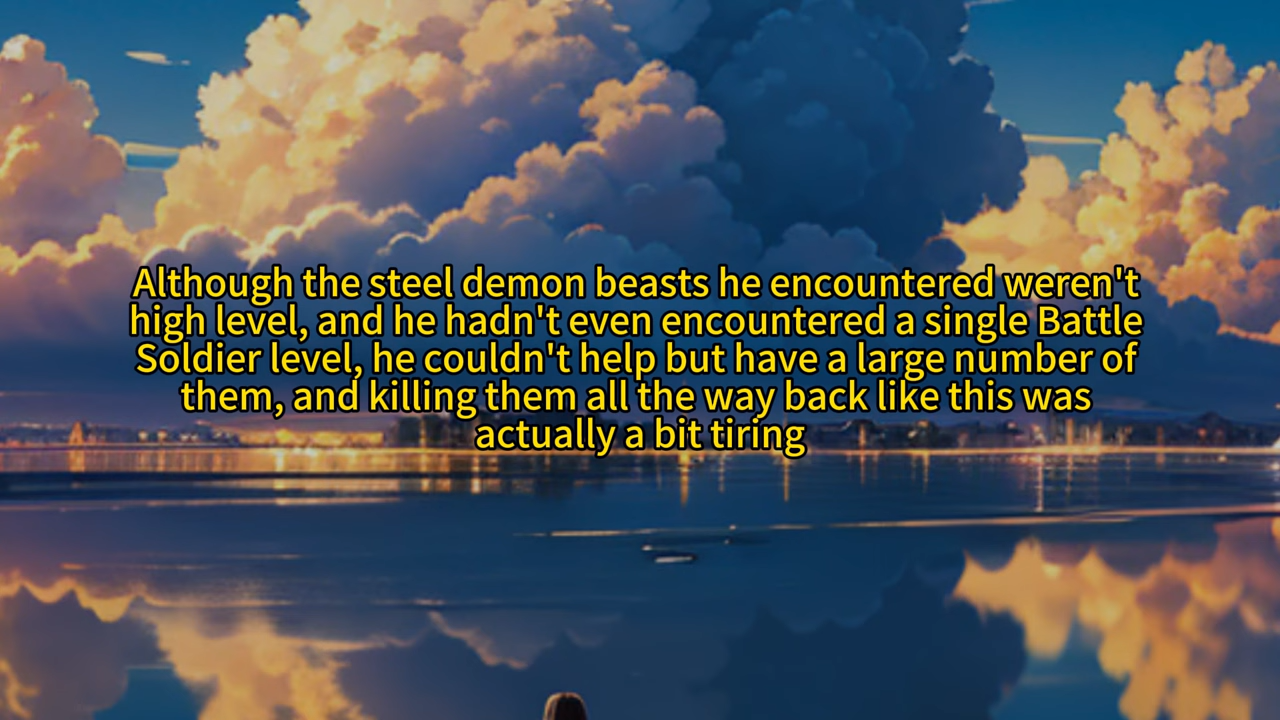 Although the steel demon beasts he encountered weren't
high level, and he hadn't even encountered a single Battle
Soldier level, he couldn't help but have a large number of
them, and killing them all the way back like this was
actually a bit tiring